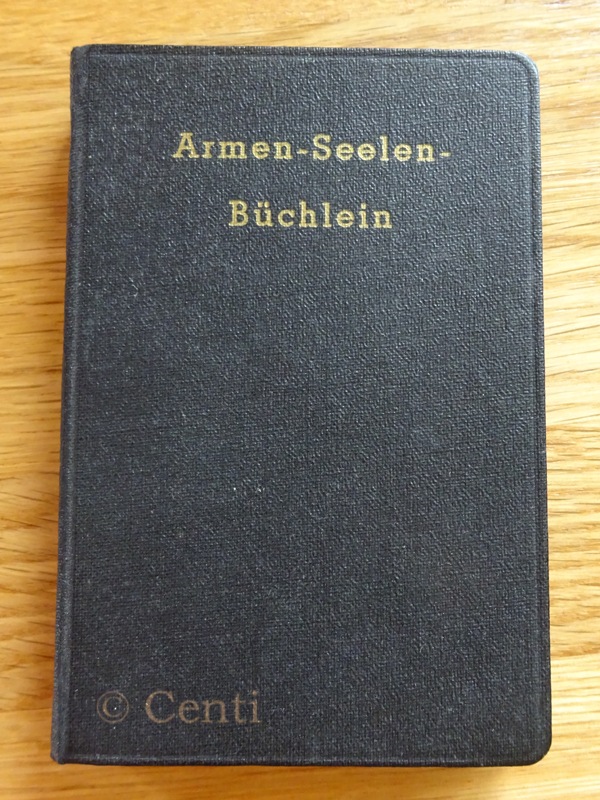 Armen-Seelen-
Büchlein
© Centi